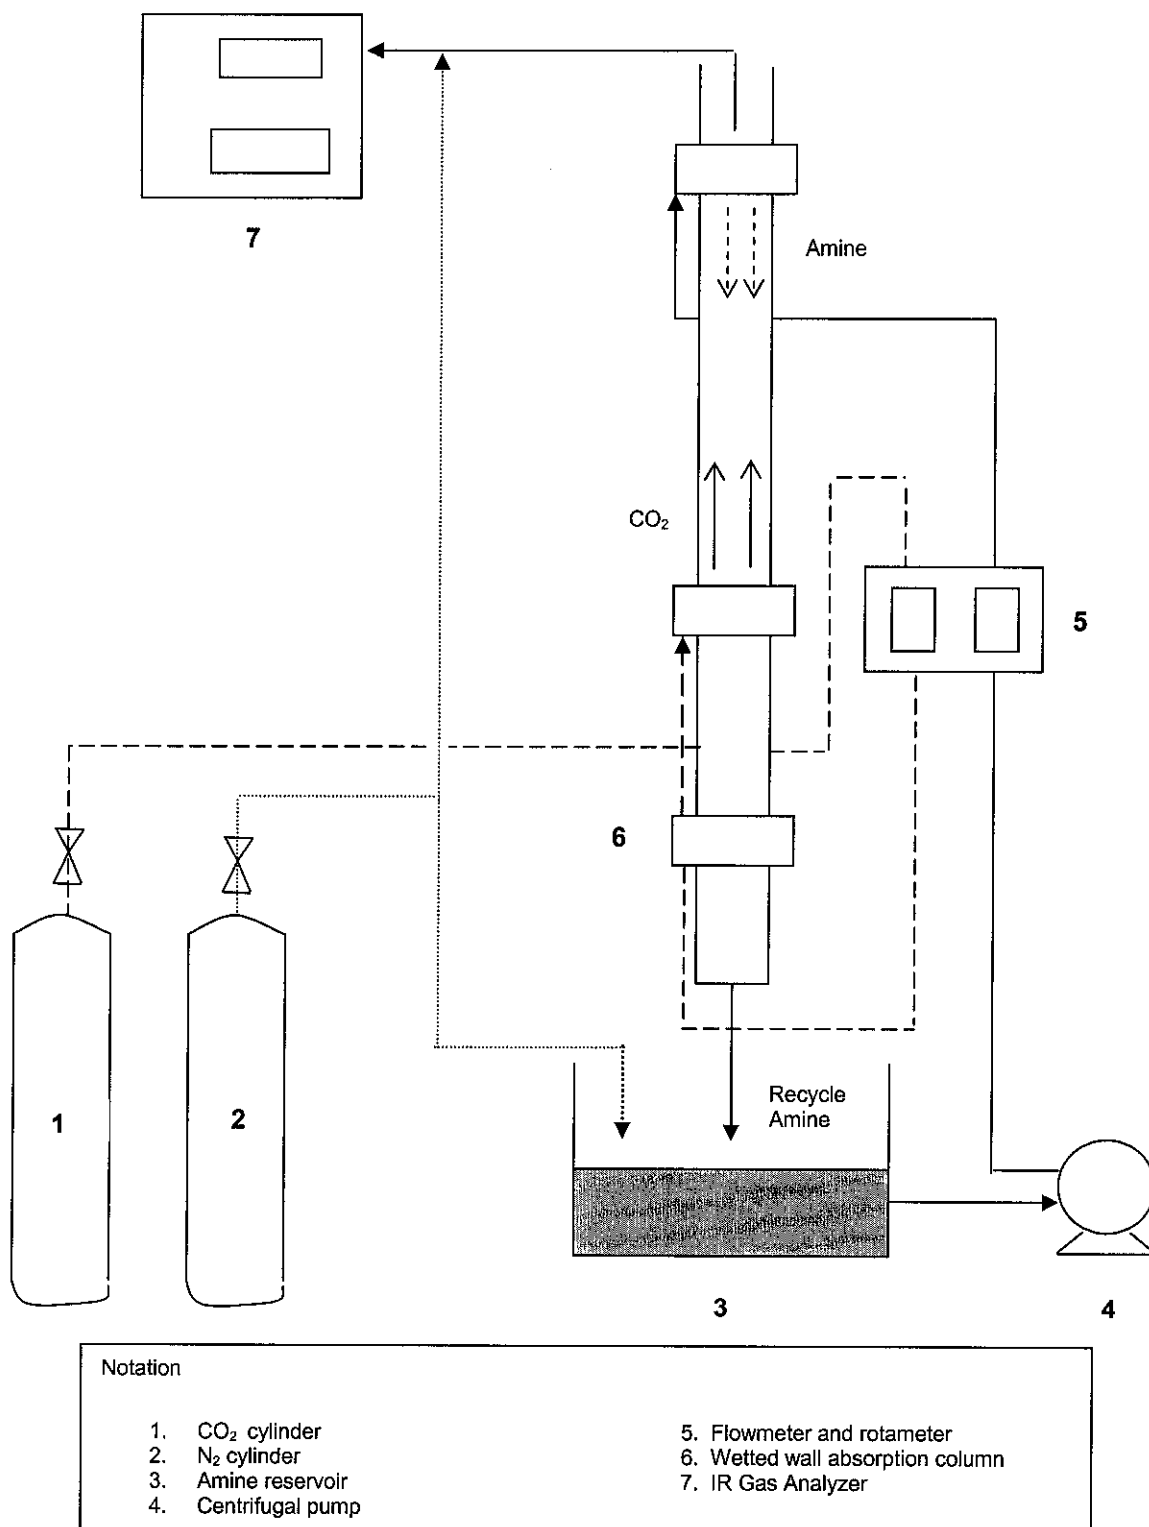 7
Amine
CO₂
5
6
1
2
Recycle
Amine
3
4
Notation
1. CO₂ cylinder
2. N₂ cylinder
3. Amine reservoir
4. Centrifugal pump
5. Flowmeter and rotameter
6. Wetted wall absorption column
7. IR Gas Analyzer